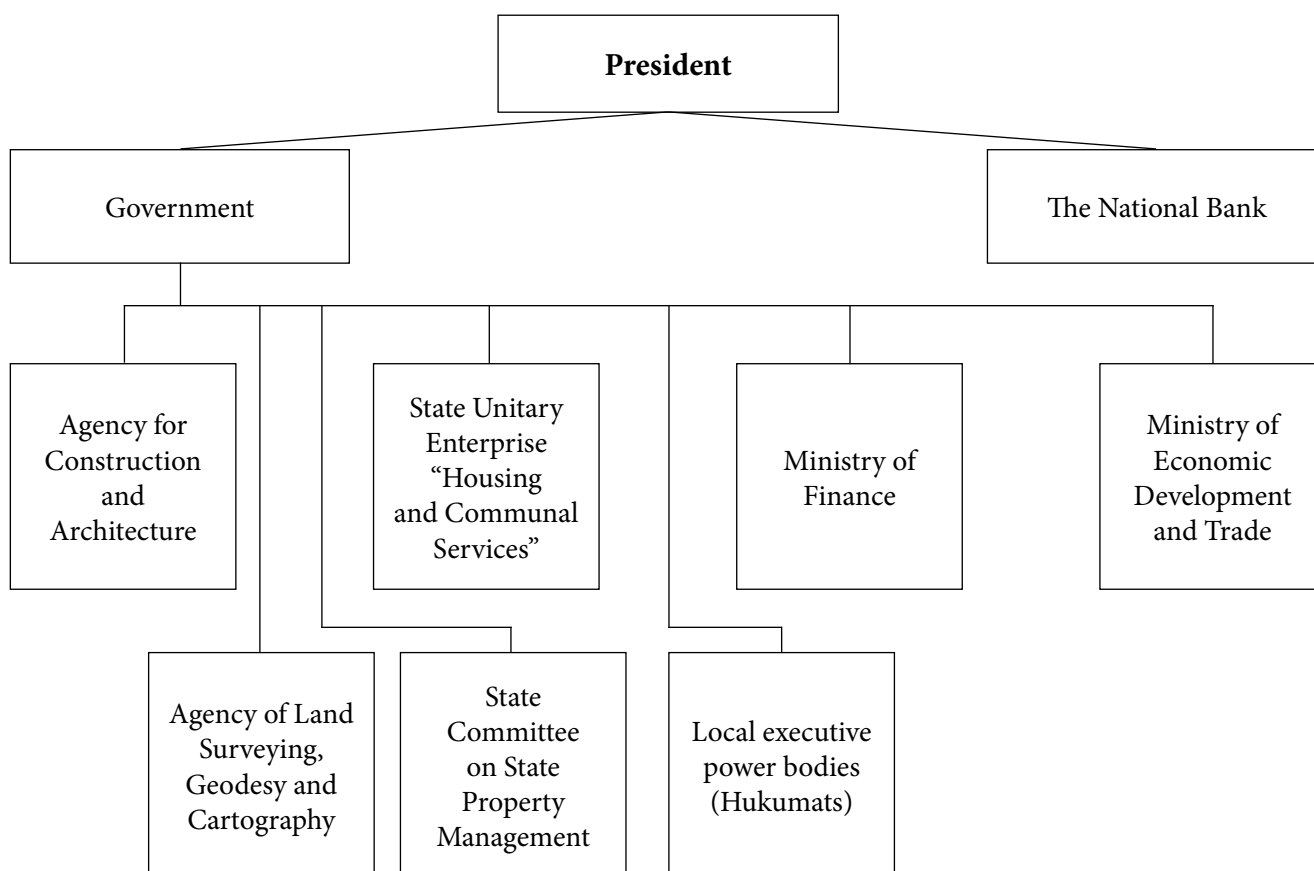 President
Government
The National Bank
Agency for
Construction
and
Architecture
State Unitary
Enterprise
“Housing
and Communal
Services”
Ministry of
Finance
Ministry of
Economic
Development
and Trade
Agency of Land
Surveying,
Geodesy and
Cartography
State
Committee
on State
Property
Management
Local executive
power bodies
(Hukumats)